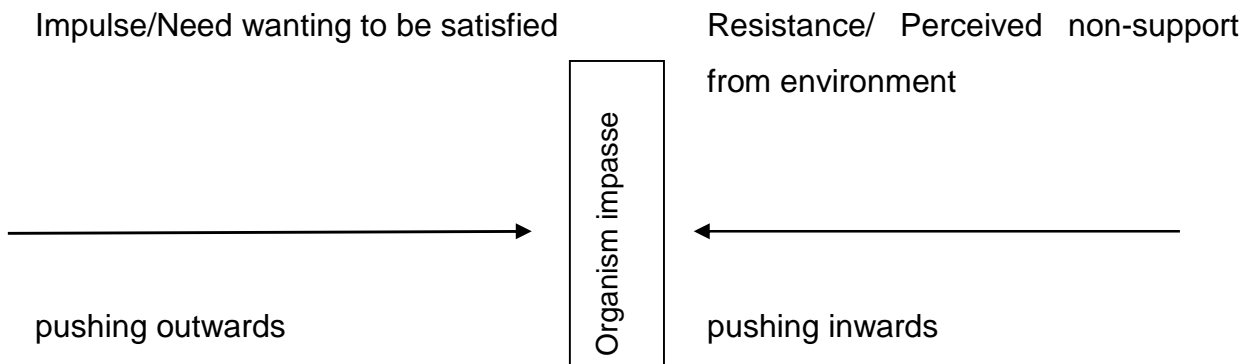 Impulse/Need wanting to be satisfied
Resistance/ Perceived non-support
from environment
Organism impasse
pushing outwards
pushing inwards